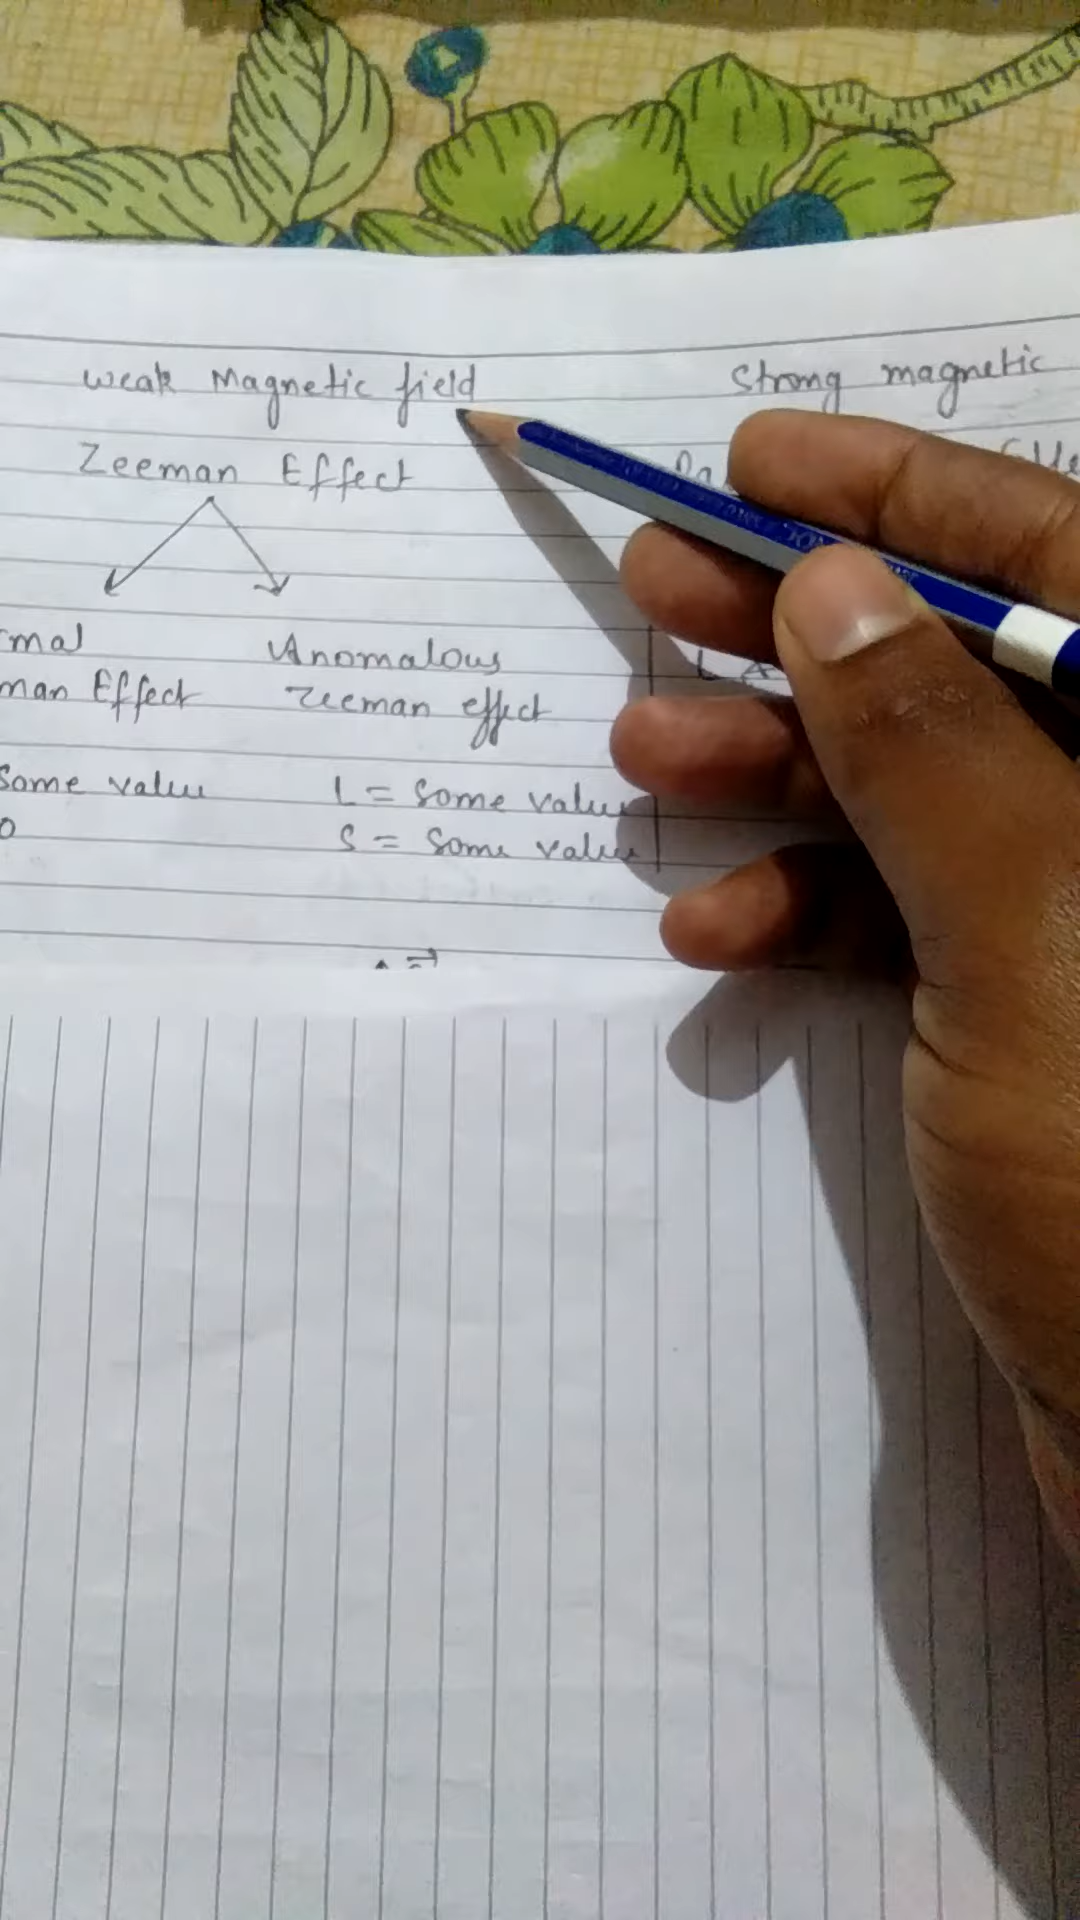 Weak Magnetic field
Strong magnetic
Zeeman Effect
mal
Anomalous
man Effect
Zeeman effect
Some value
L = Some value
0
S = Some value